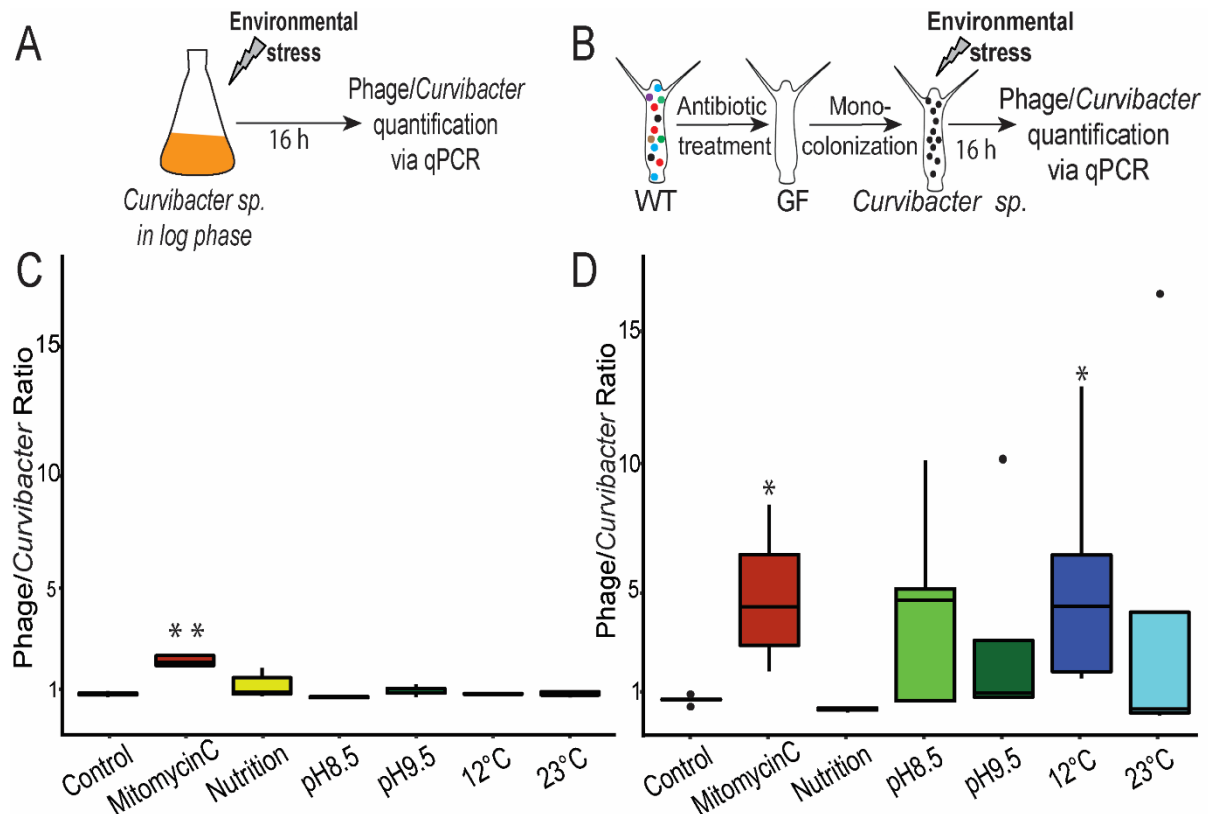 A
Environmental
stress
16 h
Phage/Curvibacter
quantification
via qPCR
Curvibacter sp.
in log phase
B
Environmental
stress
Antibiotic
treatment
Mono-
colonization
16 h
Phage/Curvibacter
quantification
via qPCR
WT
GF
Curvibacter sp.
C
Phage/Curvibacter Ratio
15
10
5
1
* *
Control
MitomycinC
Nutrition
pH8.5
pH9.5
12°C
23°C
D
Phage/Curvibacter Ratio
15
10
5
1
*
*
Control
MitomycinC
Nutrition
pH8.5
pH9.5
12°C
23°C